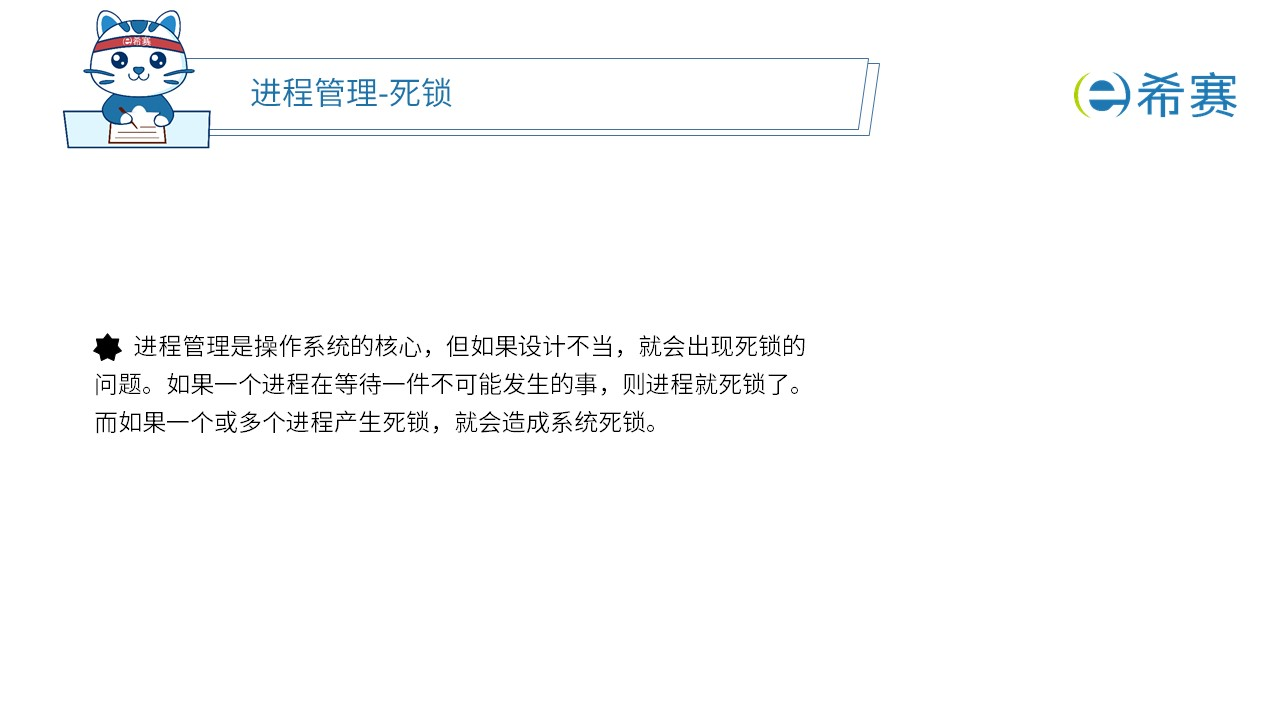 希赛
进程管理-死锁
希赛
进程管理是操作系统的核心，但如果设计不当，就会出现死锁的
问题。如果一个进程在等待一件不可能发生的事，则进程就死锁了。
而如果一个或多个进程产生死锁，就会造成系统死锁。